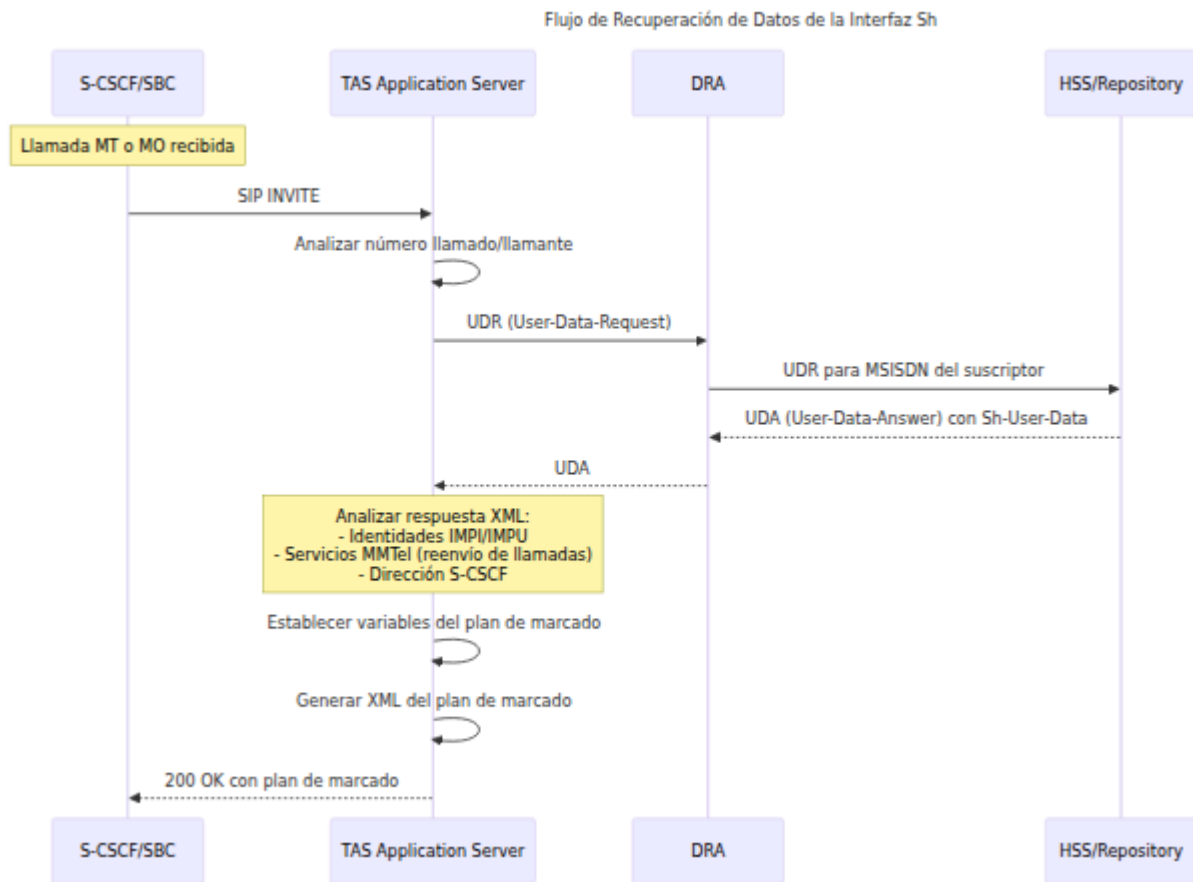 Flujo de Recuperación de Datos de la Interfaz Sh
S-CSCF/SBC
TAS Application Server
DRA
HSS/Repository
Llamada MT o MO recibida
SIP INVITE
Analizar número llamado/llamante
UDR (User-Data-Request)
UDR para MSISDN del suscriptor
UDA (User-Data-Answer) con Sh-User-Data
UDA
Analizar respuesta XML:
- Identidades IMPI/IMPU
- Servicios MMTel (reenvío de llamadas)
- Dirección S-CSCF
Establecer variables del plan de marcado
Generar XML del plan de marcado
200 OK con plan de marcado
S-CSCF/SBC
TAS Application Server
DRA
HSS/Repository